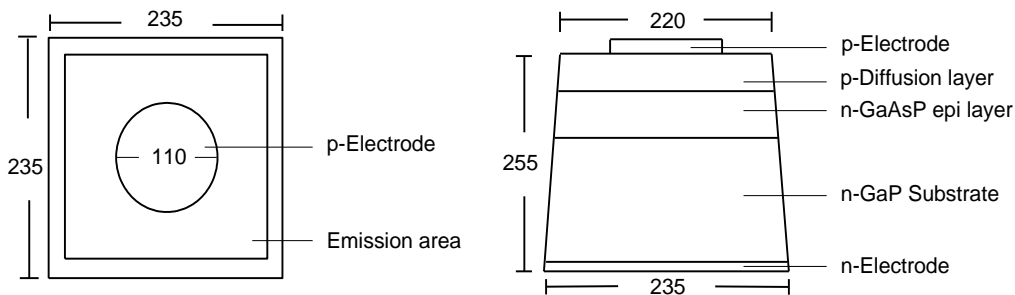 235
235
110
p-Electrode
Emission area
220
255
p-Electrode
p-Diffusion layer
n-GaAsP epi layer
n-GaP Substrate
n-Electrode
235